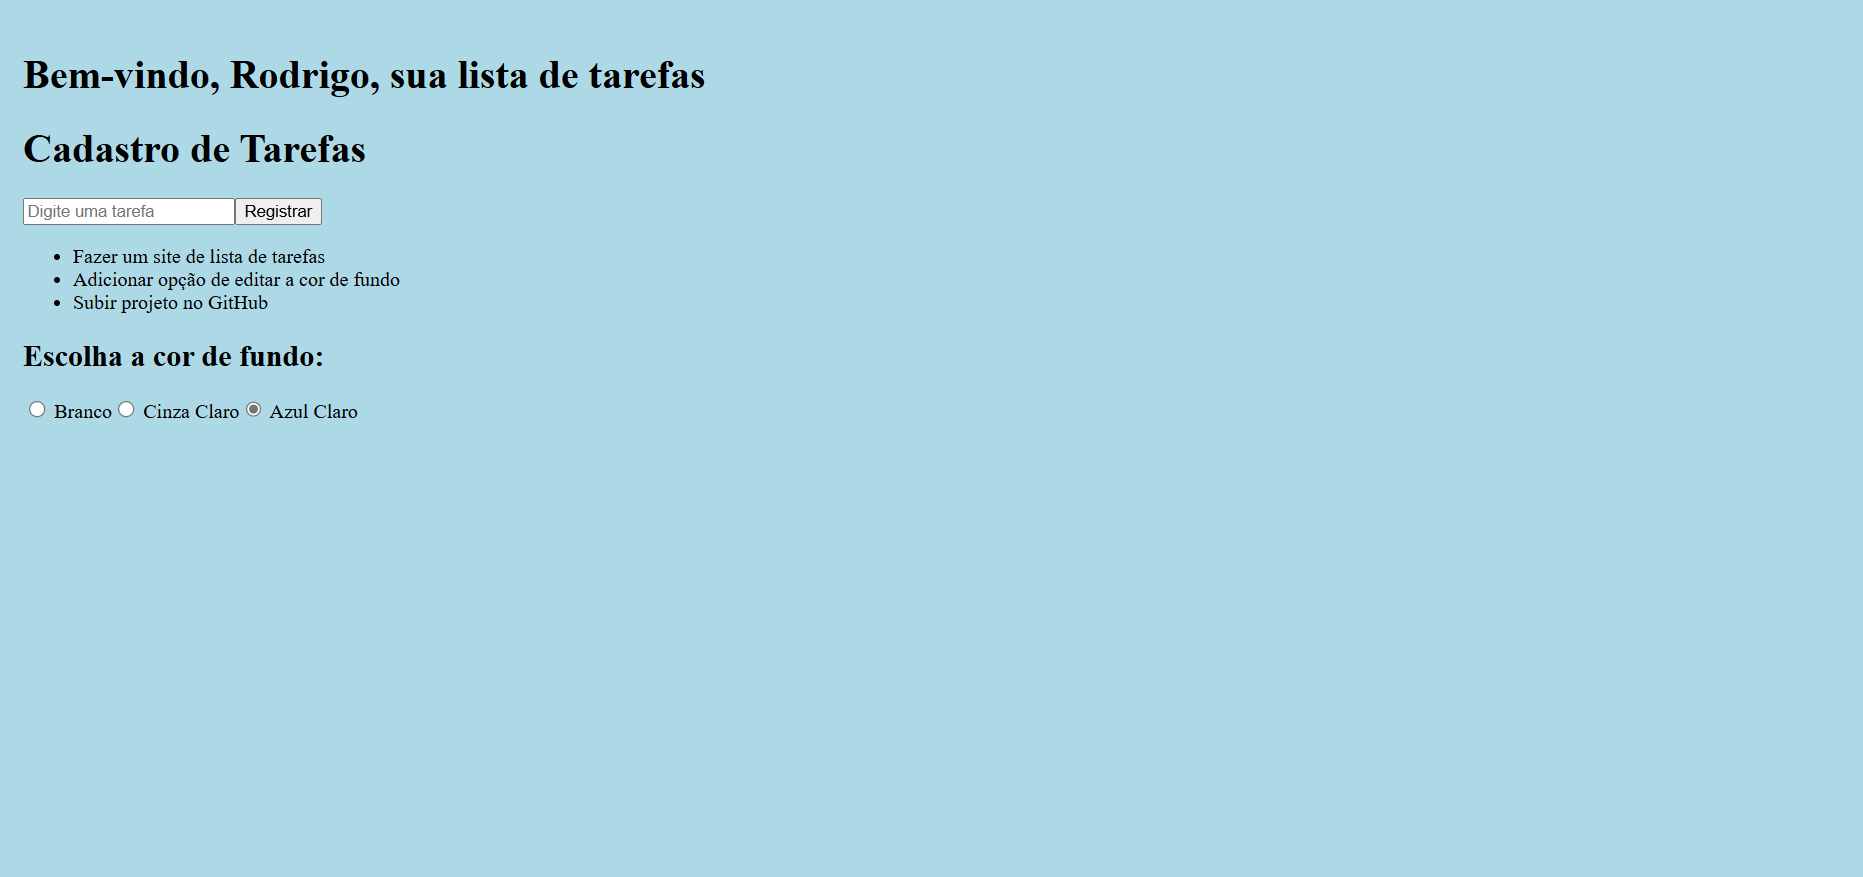 Bem-vindo, Rodrigo, sua lista de tarefas
Cadastro de Tarefas
Digite uma tarefa Registrar
Fazer um site de lista de tarefas
Adicionar opção de editar a cor de fundo
Subir projeto no GitHub
Escolha a cor de fundo:
Branco Cinza Claro Azul Claro